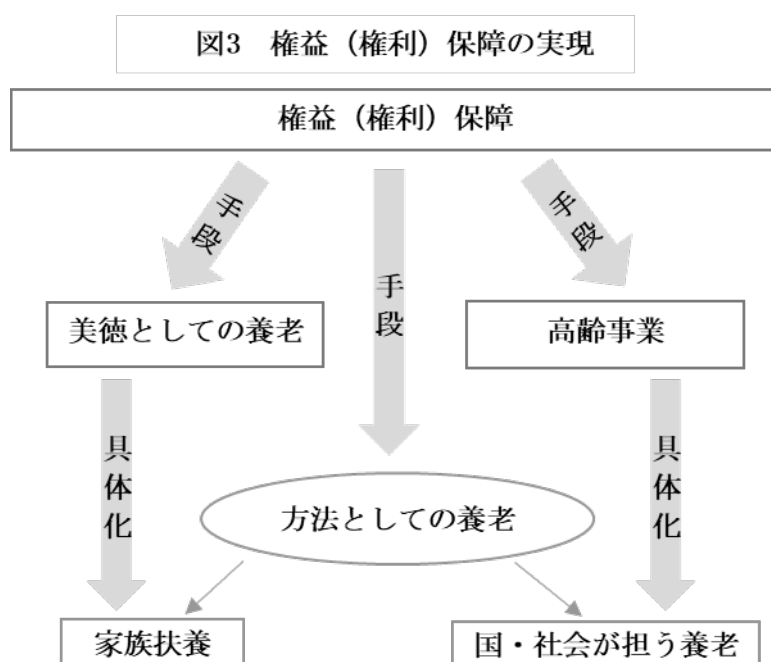 図3 権益（権利）保障の実現
権益（権利）保障
手段
手段
手段
美徳としての養老
高齢事業
具体化
具体化
方法としての養老
家族扶養
国・社会が担う養老